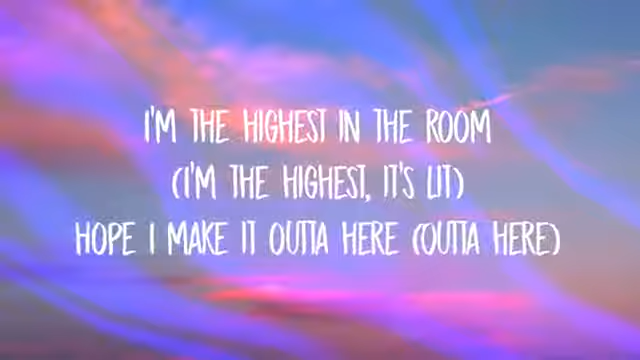 I'M THE HIGHEST IN THE ROOM
(I'M THE HIGHEST, IT'S LIT)
HOPE I MAKE IT OUTTA HERE (OUTTA HERE)